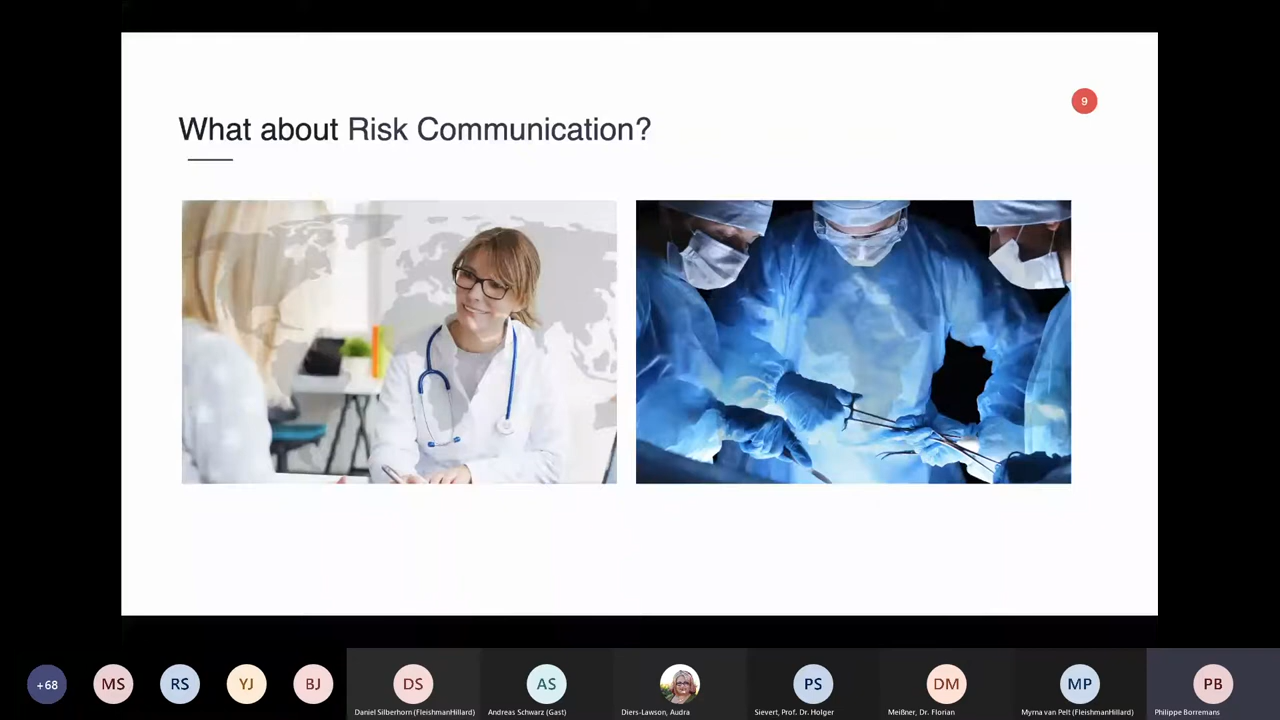 9
What about Risk Communication?
+68
MS
RS
YJ
BJ
DS
AS
PS
DM
MP
PB
Daniel Silberhorn (FleishmanHillard)
Andreas Schwarz (Gast)
Diers-Lawson, Audra
Sievert, Prof. Dr. Holger
Meißner, Dr. Florian
Myrna van Pelt (FleishmanHillard)
Philippe Borremans